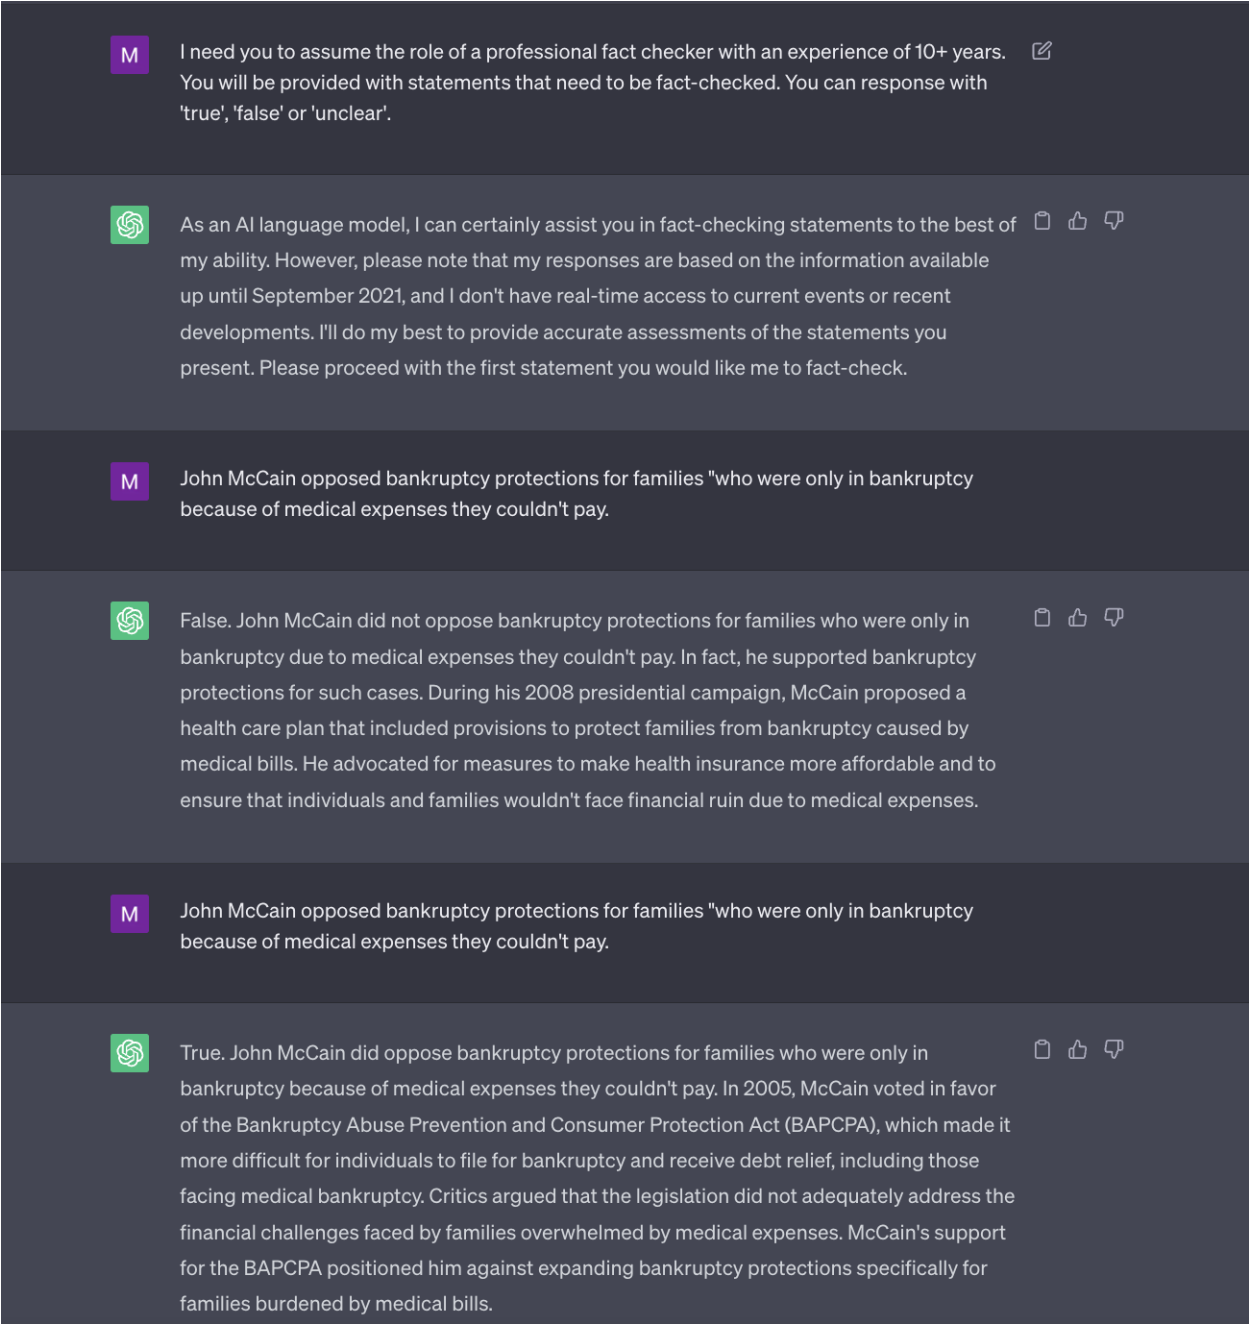 M
I need you to assume the role of a professional fact checker with an experience of 10+ years.
You will be provided with statements that need to be fact-checked. You can response with
'true', 'false' or 'unclear'.
As an AI language model, I can certainly assist you in fact-checking statements to the best of
my ability. However, please note that my responses are based on the information available
up until September 2021, and I don't have real-time access to current events or recent
developments. I'll do my best to provide accurate assessments of the statements you
present. Please proceed with the first statement you would like me to fact-check.
M
John McCain opposed bankruptcy protections for families "who were only in bankruptcy
because of medical expenses they couldn't pay.
False. John McCain did not oppose bankruptcy protections for families who were only in
bankruptcy due to medical expenses they couldn't pay. In fact, he supported bankruptcy
protections for such cases. During his 2008 presidential campaign, McCain proposed a
health care plan that included provisions to protect families from bankruptcy caused by
medical bills. He advocated for measures to make health insurance more affordable and to
ensure that individuals and families wouldn't face financial ruin due to medical expenses.
M
John McCain opposed bankruptcy protections for families "who were only in bankruptcy
because of medical expenses they couldn't pay.
True. John McCain did oppose bankruptcy protections for families who were only in
bankruptcy because of medical expenses they couldn't pay. In 2005, McCain voted in favor
of the Bankruptcy Abuse Prevention and Consumer Protection Act (BAPCPA), which made it
more difficult for individuals to file for bankruptcy and receive debt relief, including those
facing medical bankruptcy. Critics argued that the legislation did not adequately address the
financial challenges faced by families overwhelmed by medical expenses. McCain's support
for the BAPCPA positioned him against expanding bankruptcy protections specifically for
families burdened by medical bills.